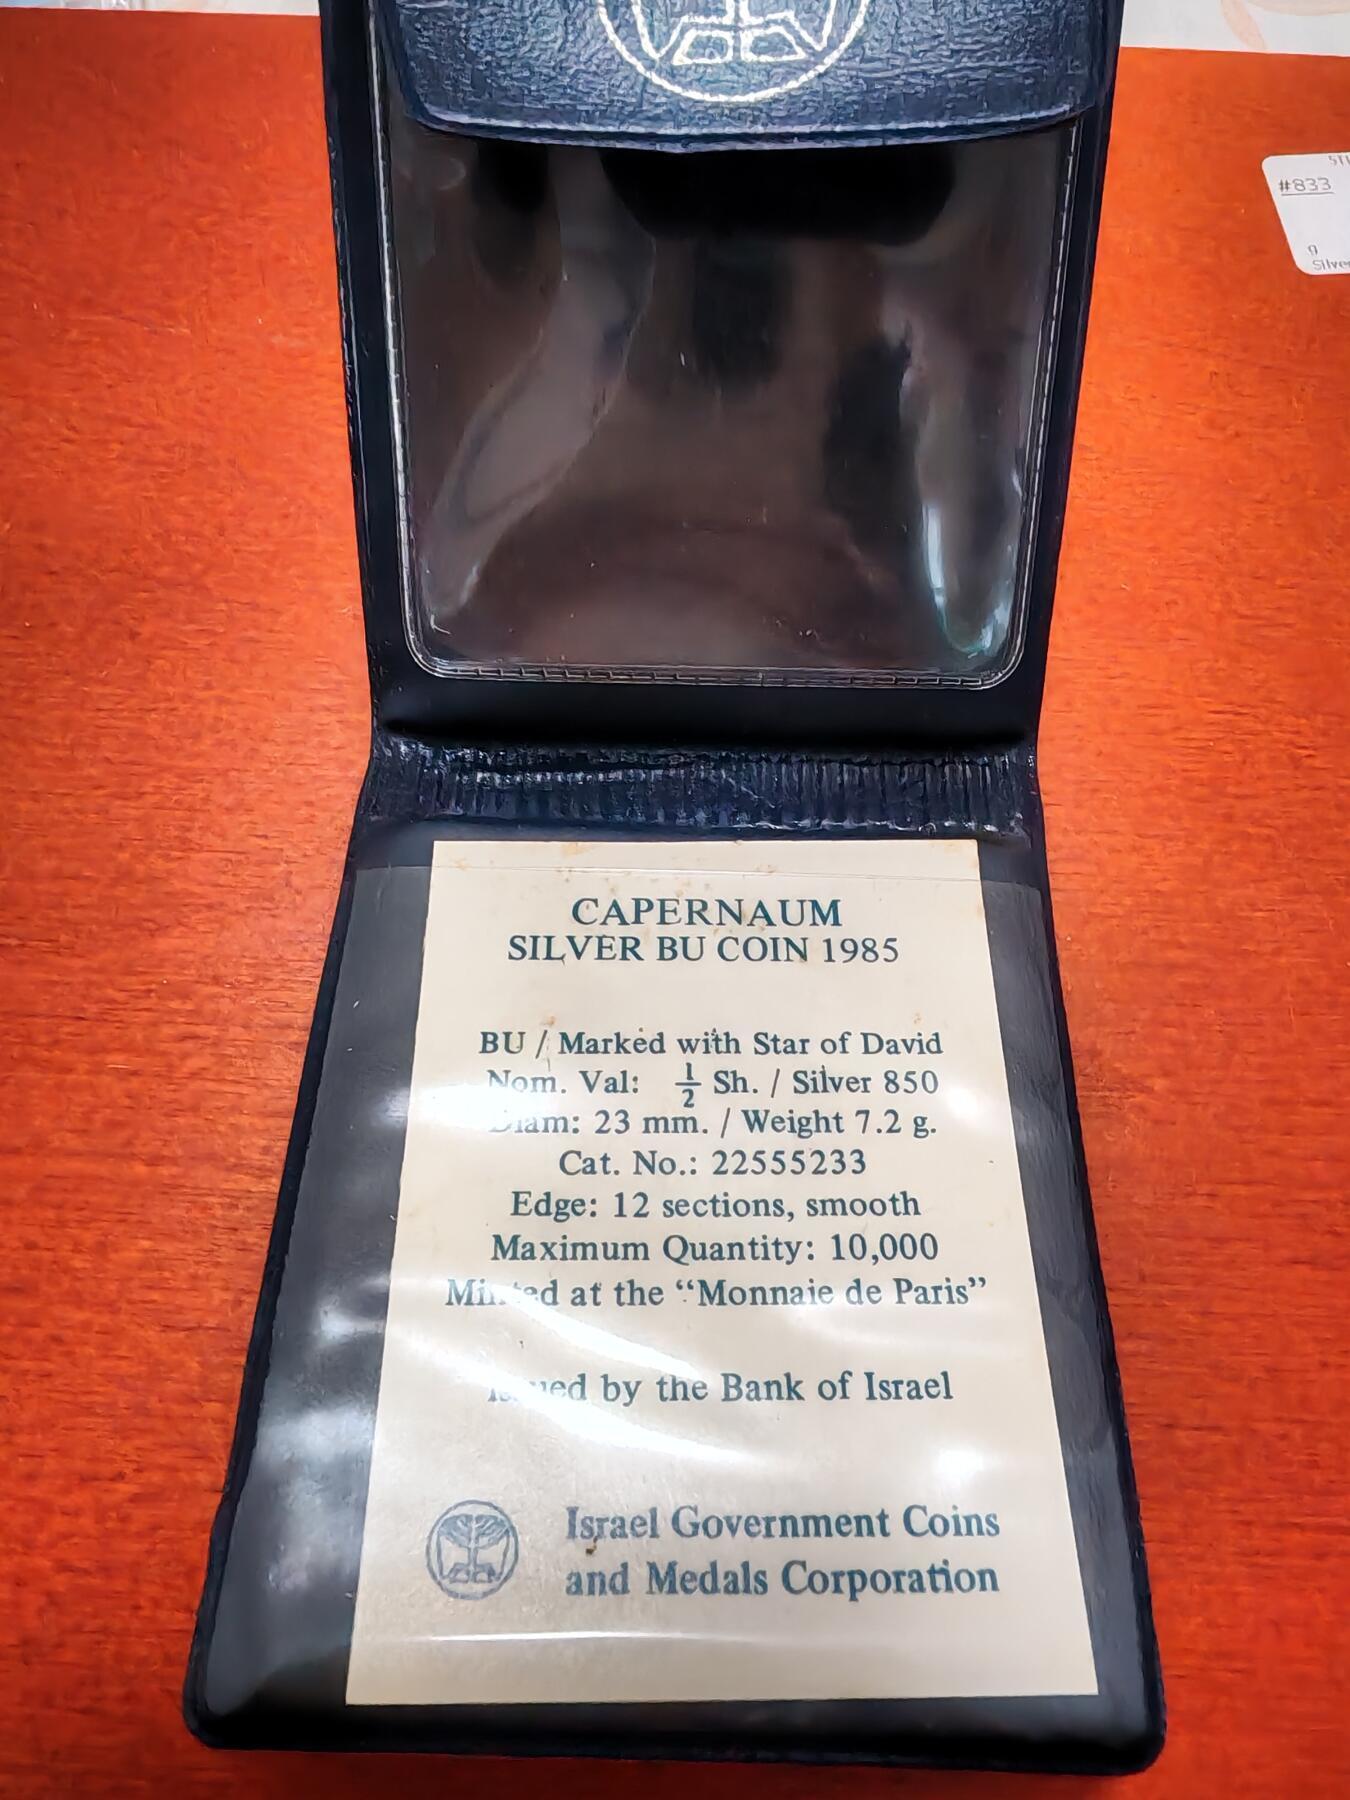 #833
g
CAPERNAUM
SILVER BU COIN 1985
BU / Marked with Star of David
Nom. Val: 1/2 Sh. / Silver 850
Diam: 23 mm. / Weight 7.2 g.
Cat. No.: 22555233
Edge: 12 sections, smooth
Maximum Quantity: 10,000
Minted at the “Monnaie de Paris”
Issued by the Bank of Israel
Israel Government Coins
and Medals Corporation